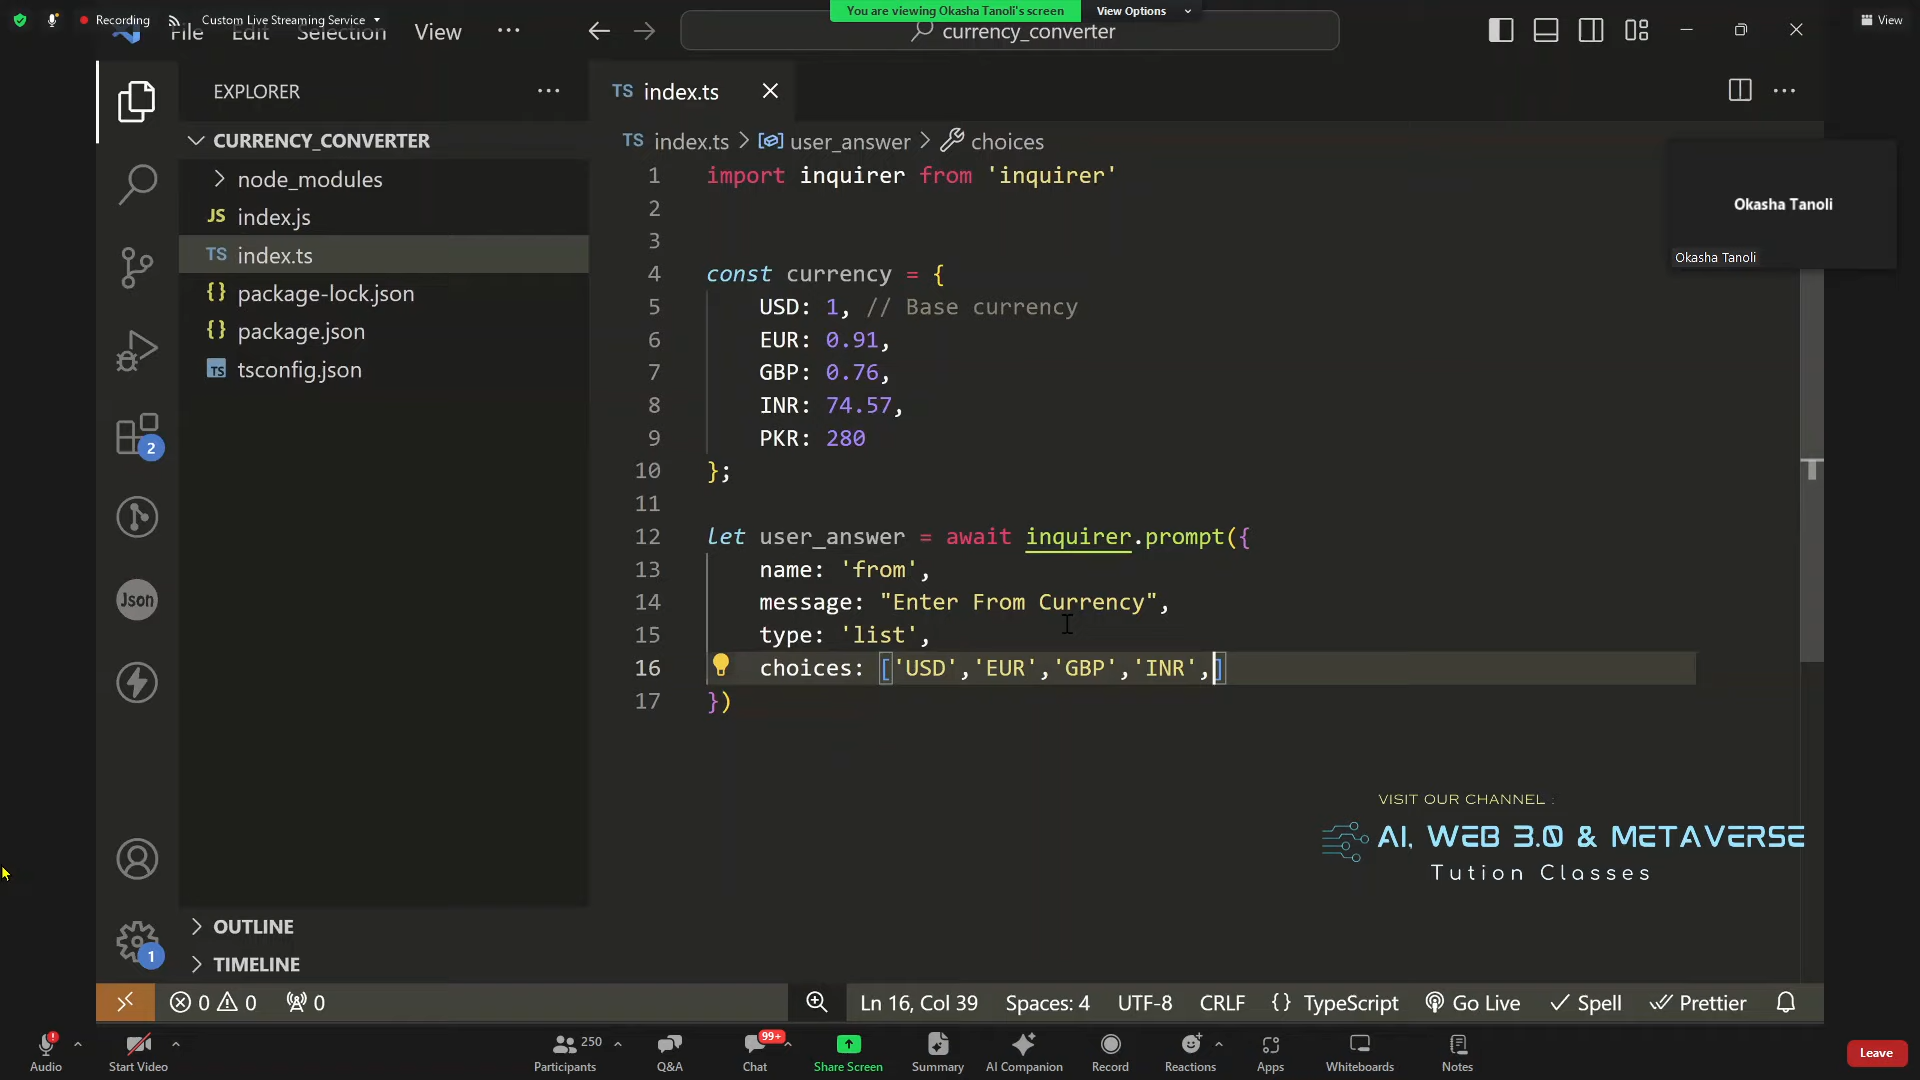 Recording
Custom Live Streaming Service
You are viewing Okasha Tanoli's screen
View Options
View
File Edit Selection View ···
currency_converter
EXPLORER
CURRENCY_CONVERTER
node_modules
JS index.js
TS index.ts
{} package-lock.json
{} package.json
TS tsconfig.json
2
Json
1
OUTLINE
TIMELINE
TS index.ts
TS index.ts > user_answer > choices
1 import inquirer from 'inquirer'
2
3
4 const currency = {
5 USD: 1, // Base currency
6 EUR: 0.91,
7 GBP: 0.76,
8 INR: 74.57,
9 PKR: 280
10 };
11
12 let user_answer = await inquirer.prompt({
13 name: 'from',
14 message: "Enter From Currency",
15 type: 'list',
16 choices: ['USD','EUR','GBP','INR',]
17 })
Okasha Tanoli
Okasha Tanoli
VISIT OUR CHANNEL :
AI, WEB 3.0 & METAVERSE
Tution Classes
0 0 0
Ln 16, Col 39 Spaces: 4 UTF-8 CRLF {} TypeScript Go Live Spell Prettier
Audio
Start Video
250
Participants
Q&A
99+
Chat
Share Screen
Summary
AI Companion
Record
Reactions
Apps
Whiteboards
Notes
Leave